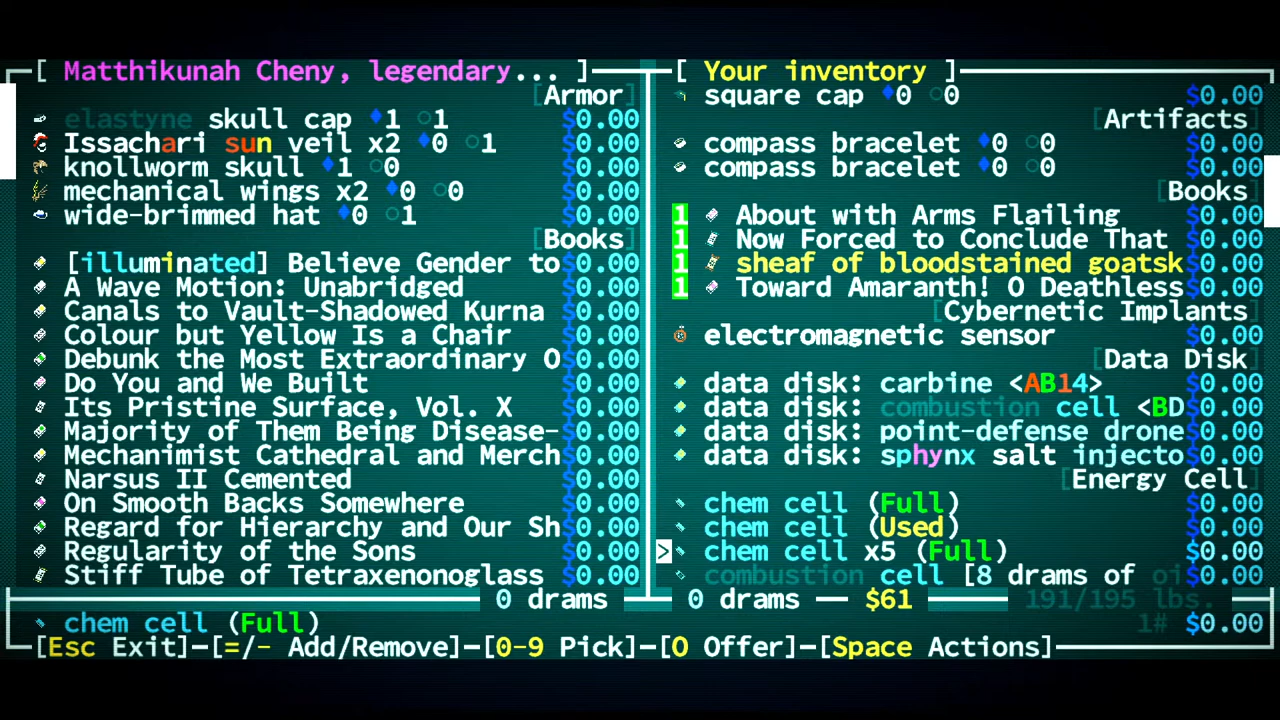 [ Matthikunah Cheny, legendary... ]
[Armor]
elastyne skull cap ♦1 ○1 $0.00
Issachari sun veil x2 ♦0 ○1 $0.00
knollworm skull ♦1 ○0 $0.00
mechanical wings x2 ♦0 ○0 $0.00
wide-brimmed hat ♦0 ○1 $0.00
[Books]
[illuminated] Believe Gender to $0.00
A Wave Motion: Unabridged $0.00
Canals to Vault-Shadowed Kurna $0.00
Colour but Yellow Is a Chair $0.00
Debunk the Most Extraordinary O $0.00
Do You and We Built $0.00
Its Pristine Surface, Vol. X $0.00
Majority of Them Being Disease- $0.00
Mechanimist Cathedral and Merch $0.00
Narsus II Cemented $0.00
On Smooth Backs Somewhere $0.00
Regard for Hierarchy and Our Sh $0.00
Regularity of the Sons $0.00
Stiff Tube of Tetraxenonoglass $0.00
0 drams
[ Your inventory ]
square cap ♦0 ○0 $0.00
[Artifacts]
compass bracelet ♦0 ○0 $0.00
compass bracelet ♦0 ○0 $0.00
[Books]
1 About with Arms Flailing $0.00
1 Now Forced to Conclude That $0.00
1 sheaf of bloodstained goatsk $0.00
1 Toward Amaranth! O Deathless $0.00
[Cybernetic Implants]
electromagnetic sensor $0.00
[Data Disk]
data disk: carbine <AB14> $0.00
data disk: combustion cell <BD $0.00
data disk: point-defense drone $0.00
data disk: sphynx salt injecto $0.00
[Energy Cell]
chem cell (Full) $0.00
chem cell (Used) $0.00
> chem cell x5 (Full) $0.00
combustion cell [8 drams of oi $0.00
0 drams — $61 191/195 lbs.
chem cell (Full) 1# $0.00
[Esc Exit]—[=/- Add/Remove]—[0-9 Pick]—[O Offer]—[Space Actions]